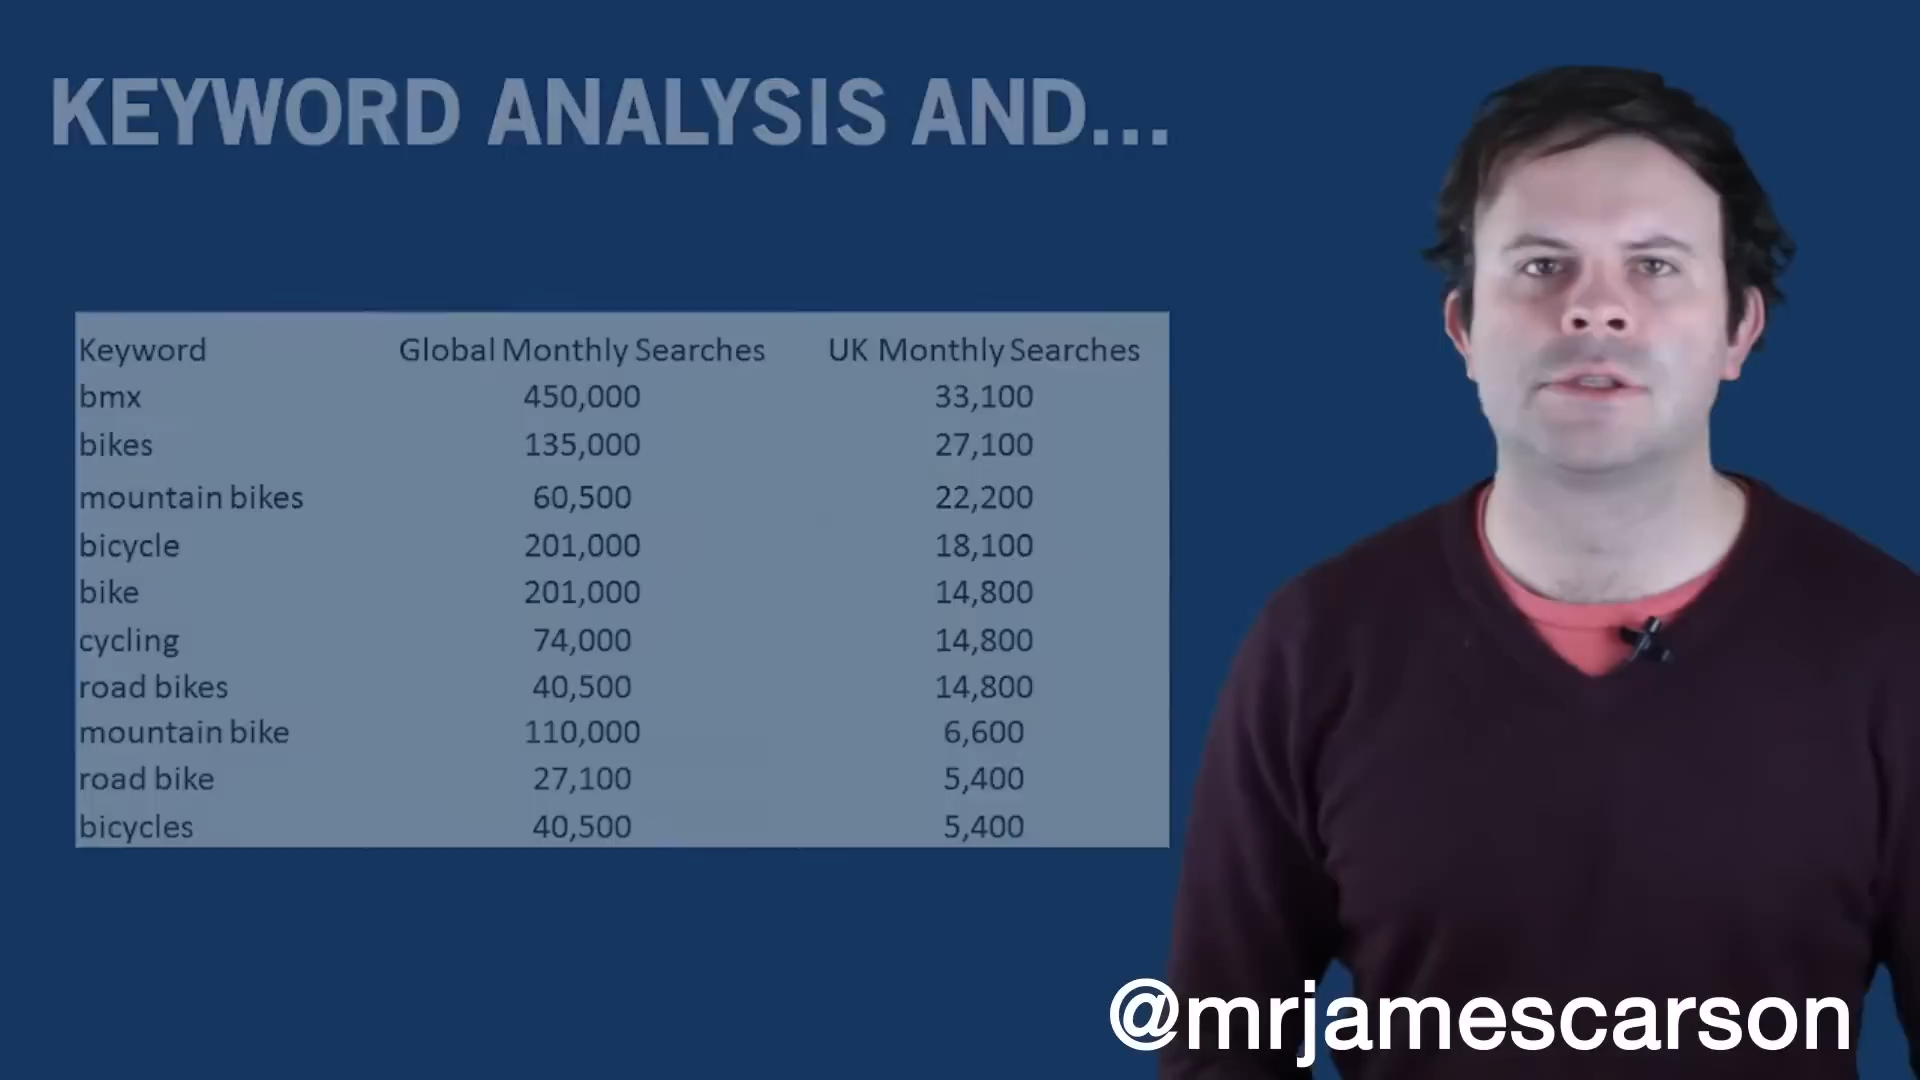 KEYWORD ANALYSIS AND...
Keyword Global Monthly Searches UK Monthly Searches
bmx 450,000 33,100
bikes 135,000 27,100
mountain bikes 60,500 22,200
bicycle 201,000 18,100
bike 201,000 14,800
cycling 74,000 14,800
road bikes 40,500 14,800
mountain bike 110,000 6,600
road bike 27,100 5,400
bicycles 40,500 5,400
@mrjamescarson